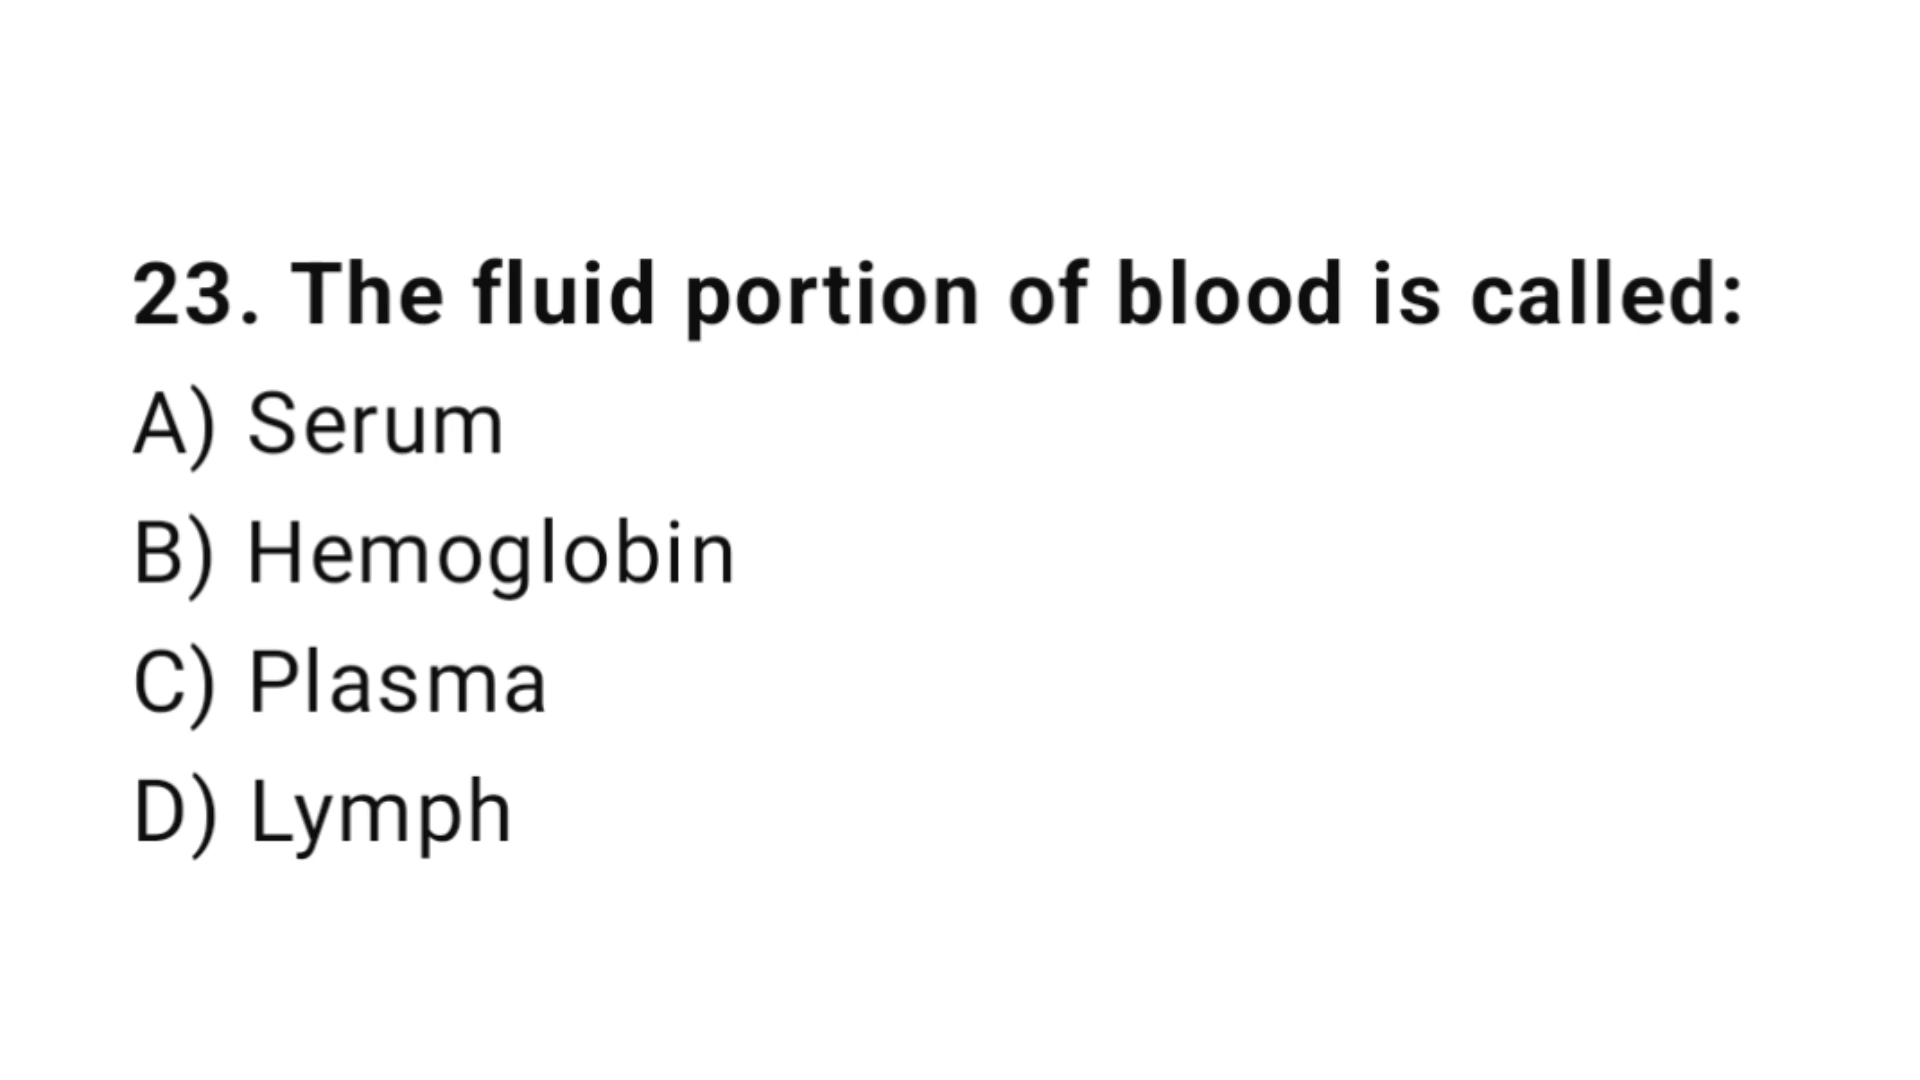 23. The fluid portion of blood is called:
A) Serum
B) Hemoglobin
C) Plasma
D) Lymph